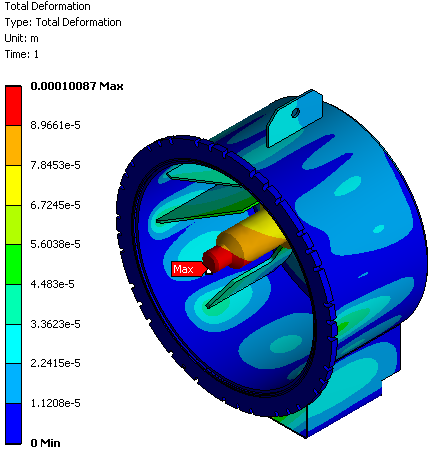 Total Deformation
Type: Total Deformation
Unit: m
Time: 1
0.00010087 Max
8.9661e-5
7.8453e-5
6.7245e-5
5.6038e-5
4.483e-5
3.3623e-5
2.2415e-5
1.1208e-5
0 Min
Max